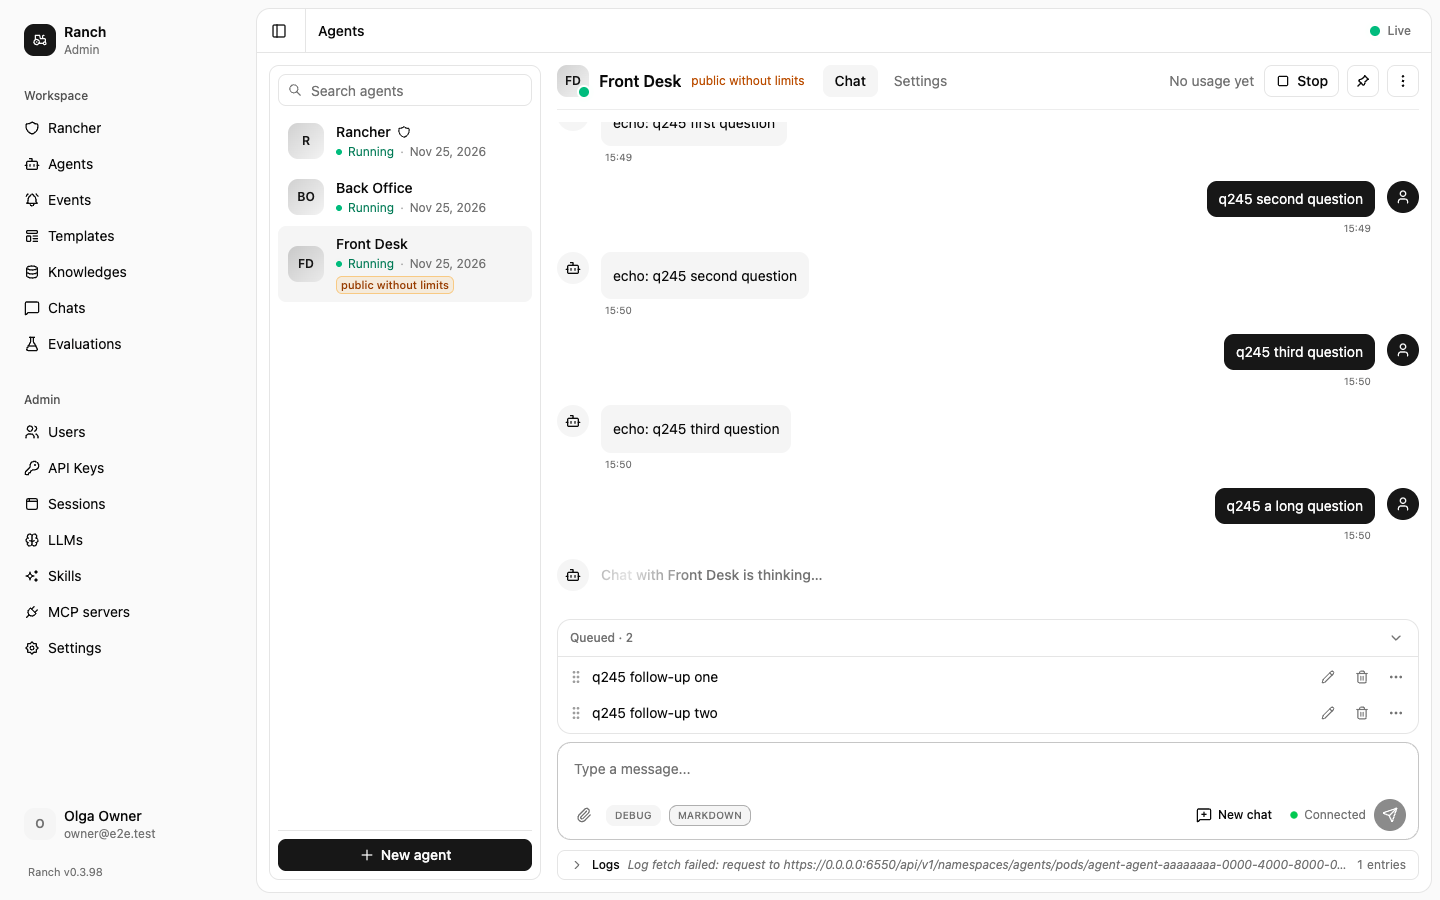 Ranch
Admin
Workspace
Rancher
Agents
Events
Templates
Knowledges
Chats
Evaluations
Admin
Users
API Keys
Sessions
LLMs
Skills
MCP servers
Settings
O
Olga Owner
owner@e2e.test
Ranch v0.3.98
Agents
Live
Search agents
R
Rancher
Running · Nov 25, 2026
BO
Back Office
Running · Nov 25, 2026
FD
Front Desk
Running · Nov 25, 2026
public without limits
New agent
FD
Front Desk
public without limits
Chat
Settings
No usage yet
Stop
echo: q245 first question
15:49
q245 second question
15:49
echo: q245 second question
15:50
q245 third question
15:50
echo: q245 third question
15:50
q245 a long question
15:50
Chat with Front Desk is thinking...
Queued · 2
q245 follow-up one
q245 follow-up two
Type a message...
DEBUG
MARKDOWN
New chat
Connected
Logs
Log fetch failed: request to https://0.0.0.0:6550/api/v1/namespaces/agents/pods/agent-agent-aaaaaaaa-0000-4000-8000-0...
1 entries